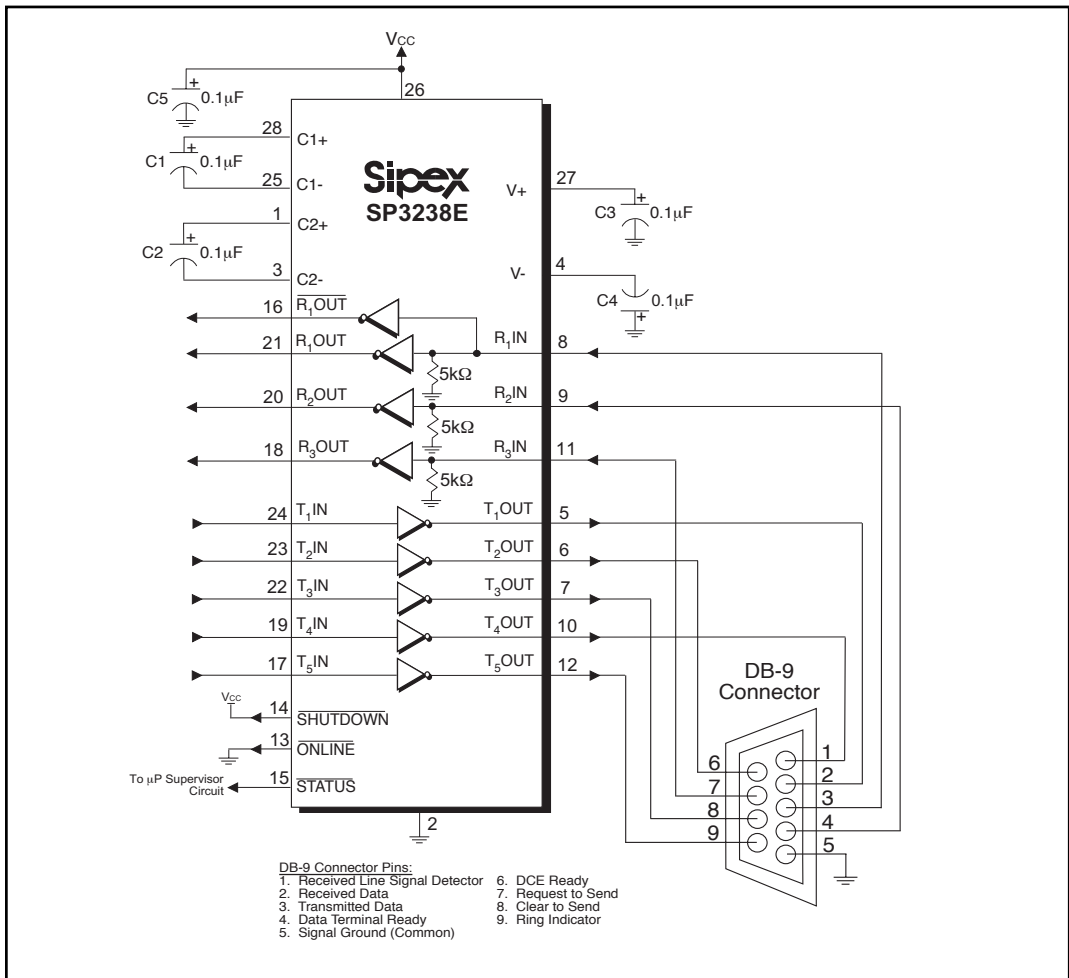 VCC
26
C5
+
0.1µF
28
C1+
C1
+
0.1µF
25
C1-
Sipex
SP3238E
V+
27
C3
+
0.1µF
1
C2+
C2
+
0.1µF
3
C2-
V-
4
C4
0.1µF
+
16
R1OUT
21
R1OUT
R1IN
8
5kΩ
20
R2OUT
R2IN
9
5kΩ
18
R3OUT
R3IN
11
5kΩ
24
T1IN
T1OUT
5
23
T2IN
T2OUT
6
22
T3IN
T3OUT
7
19
T4IN
T4OUT
10
17
T5IN
T5OUT
12
VCC
14
SHUTDOWN
13
ONLINE
To µP Supervisor
Circuit
15
STATUS
2
DB-9
Connector
6
7
8
9
1
2
3
4
5
DB-9 Connector Pins:
1. Received Line Signal Detector
2. Received Data
3. Transmitted Data
4. Data Terminal Ready
5. Signal Ground (Common)
6. DCE Ready
7. Request to Send
8. Clear to Send
9. Ring Indicator